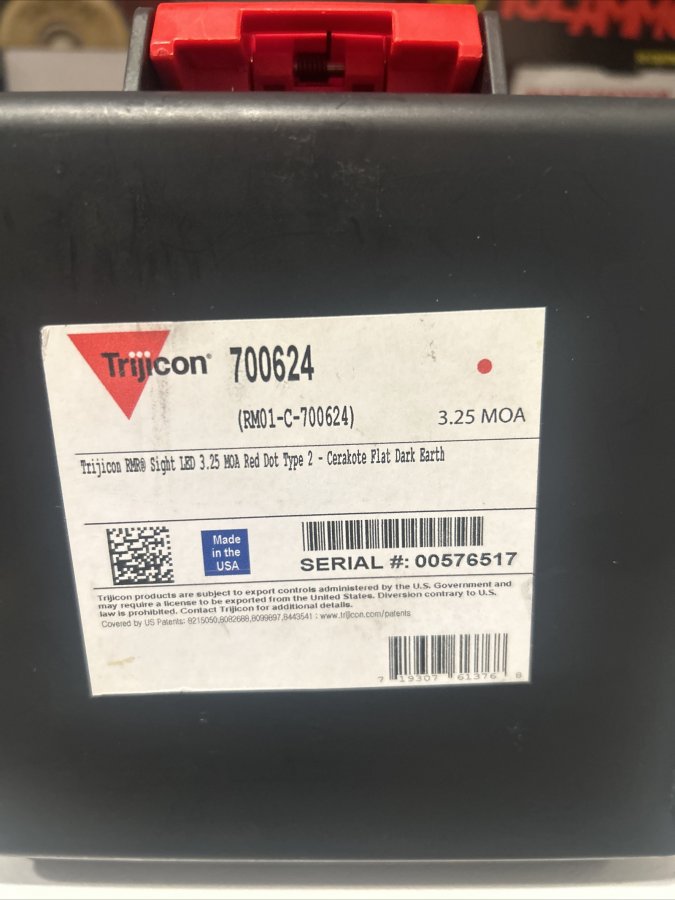 Trijicon® 700624
(RM01-C-700624) 3.25 MOA
Trijicon RMR® Sight LED 3.25 MOA Red Dot Type 2 - Cerakote Flat Dark Earth
Made
in the
USA
SERIAL #: 00576517
Trijicon products are subject to export controls administered by the U.S. Government and
may require a license to be exported from the United States. Diversion contrary to U.S.
law is prohibited. Contact Trijicon for additional details.
Covered by US Patents: 8215050,8082688,8099897,8443541 : www.trijicon.com/patents
7 19307 61376 8